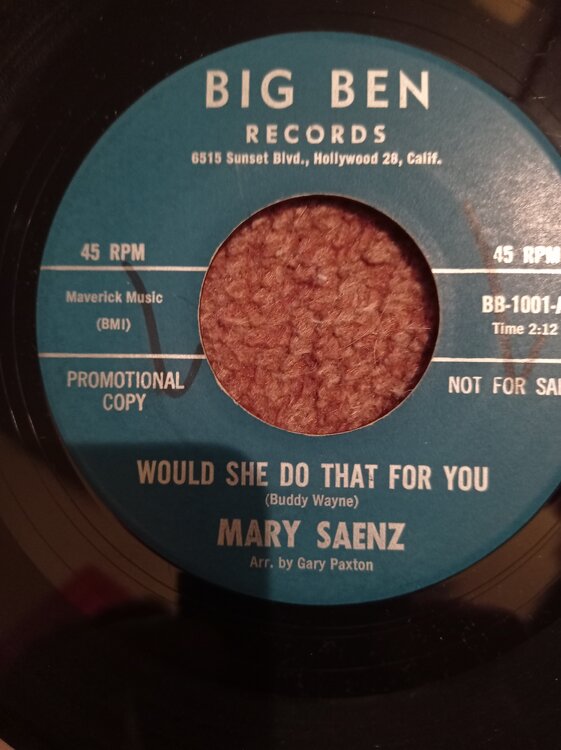 BIG BEN
RECORDS
6515 Sunset Blvd., Hollywood 28, Calif.
45 RPM
45 RPM
Maverick Music
(BMI)
BB-1001-A
Time 2:12
PROMOTIONAL
COPY
NOT FOR
WOULD SHE DO THAT FOR YOU
(Buddy Wayne)
MARY SAENZ
Arr. by Gary Paxton